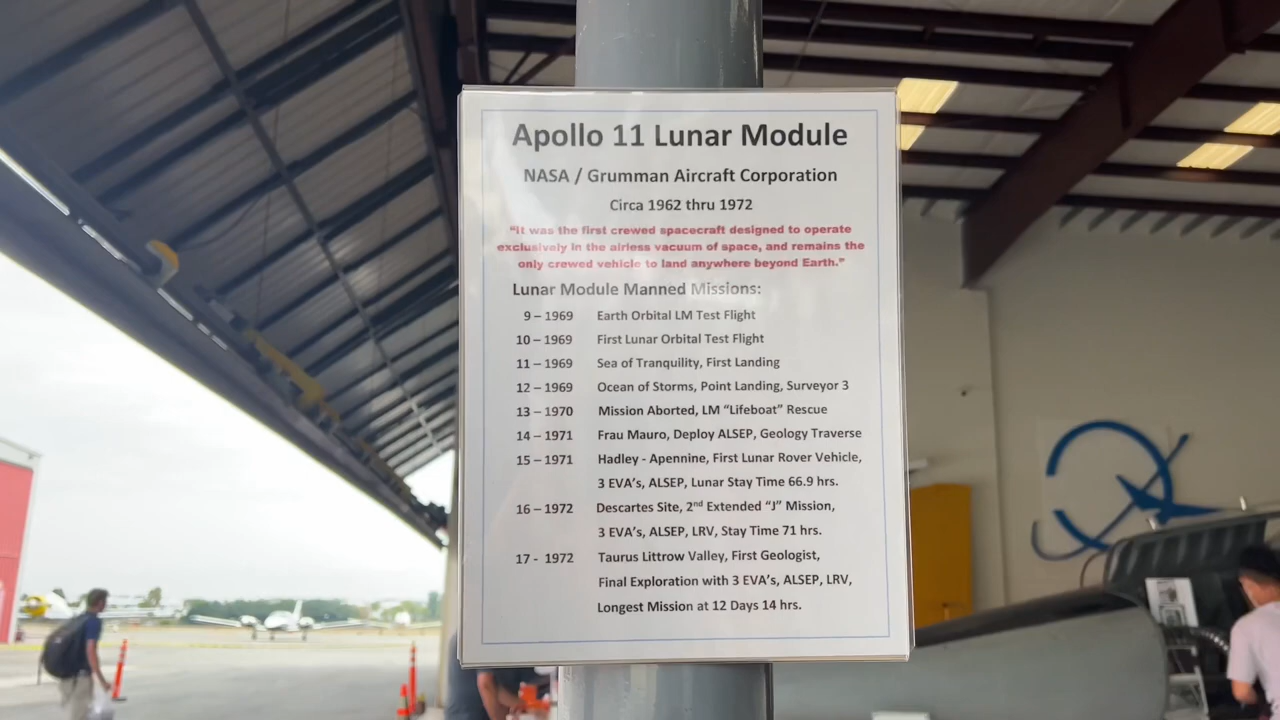 Apollo 11 Lunar Module
NASA / Grumman Aircraft Corporation
Circa 1962 thru 1972
"It was the first crewed spacecraft designed to operate
exclusively in the airless vacuum of space, and remains the
only crewed vehicle to land anywhere beyond Earth."
Lunar Module Manned Missions:
9 – 1969 Earth Orbital LM Test Flight
10 – 1969 First Lunar Orbital Test Flight
11 – 1969 Sea of Tranquility, First Landing
12 – 1969 Ocean of Storms, Point Landing, Surveyor 3
13 – 1970 Mission Aborted, LM "Lifeboat" Rescue
14 – 1971 Frau Mauro, Deploy ALSEP, Geology Traverse
15 – 1971 Hadley - Apennine, First Lunar Rover Vehicle,
3 EVA's, ALSEP, Lunar Stay Time 66.9 hrs.
16 – 1972 Descartes Site, 2nd Extended "J" Mission,
3 EVA's, ALSEP, LRV, Stay Time 71 hrs.
17 - 1972 Taurus Littrow Valley, First Geologist,
Final Exploration with 3 EVA's, ALSEP, LRV,
Longest Mission at 12 Days 14 hrs.